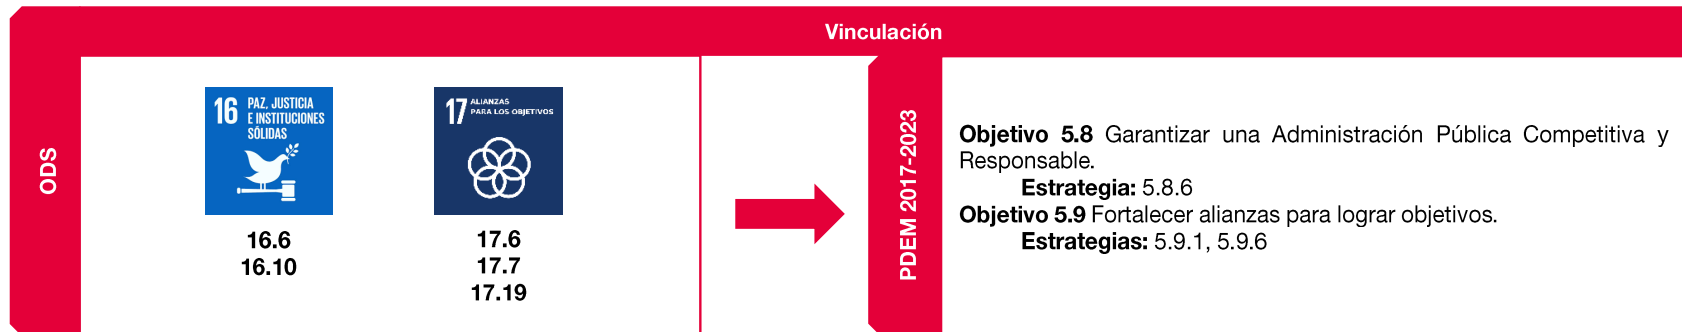 Vinculación
ODS
16 PAZ, JUSTICIA
E INSTITUCIONES
SÓLIDAS
16.6
16.10
17 ALIANZAS
PARA LOS OBJETIVOS
17.6
17.7
17.19
PDEM 2017-2023
Objetivo 5.8 Garantizar una Administración Pública Competitiva y
Responsable.
Estrategia: 5.8.6
Objetivo 5.9 Fortalecer alianzas para lograr objetivos.
Estrategias: 5.9.1, 5.9.6